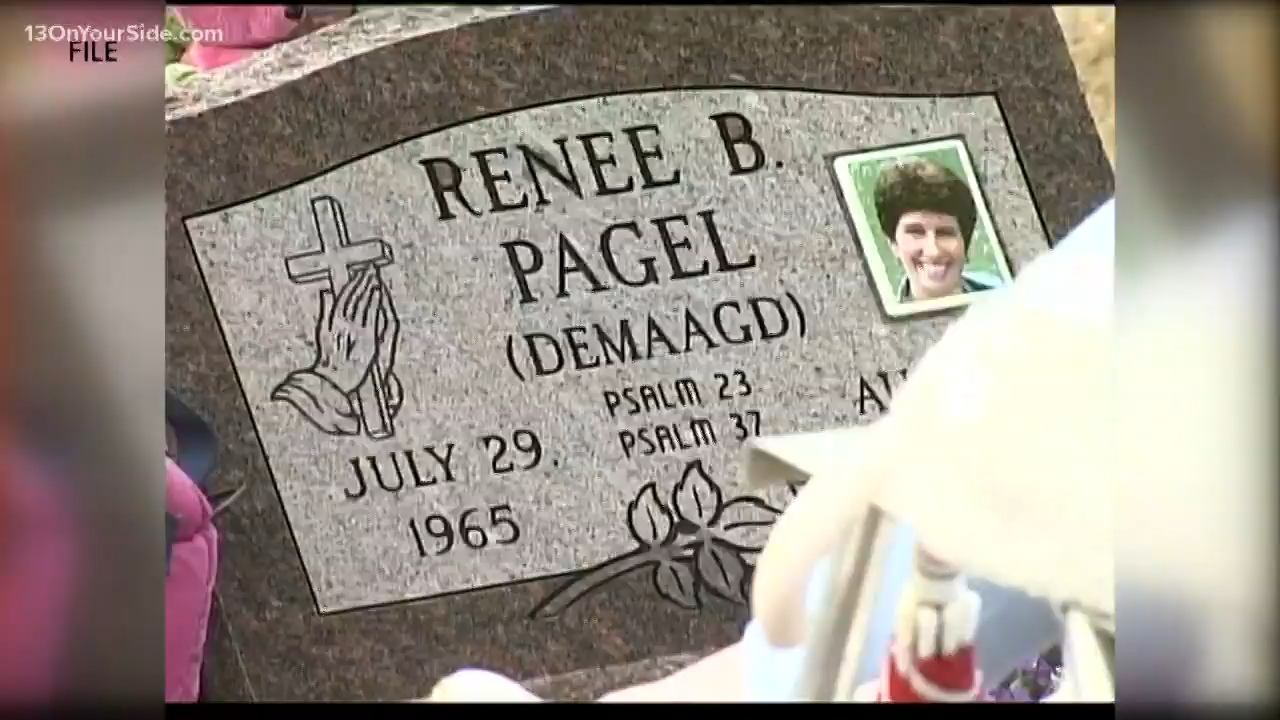 13OnYourSide.com
FILE
RENEE B.
PAGEL
(DEMAAGD)
PSALM 23
PSALM 37
JULY 29
1965